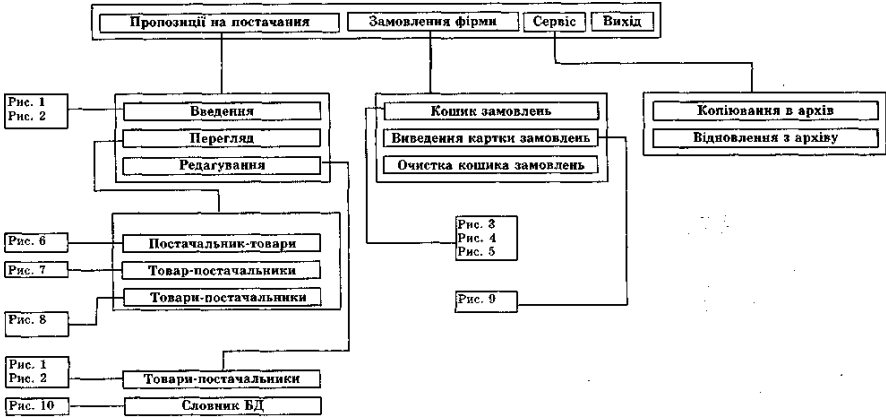 Пропозиції на постачання Замовлення фірми Сервіс Вихід
Рис. 1
Рис. 2
Введення
Перегляд
Редагування
Кошик замовлень
Виведення картки замовлень
Очистка кошика замовлень
Копіювання в архів
Відновлення з архіву
Рис. 6
Постачальник-товари
Рис. 7
Товар-постачальники
Рис. 8
Товари-постачальники
Рис. 3
Рис. 4
Рис. 5
Рис. 9
Рис. 1
Рис. 2
Товари-постачальники
Рис. 10
Словник БД